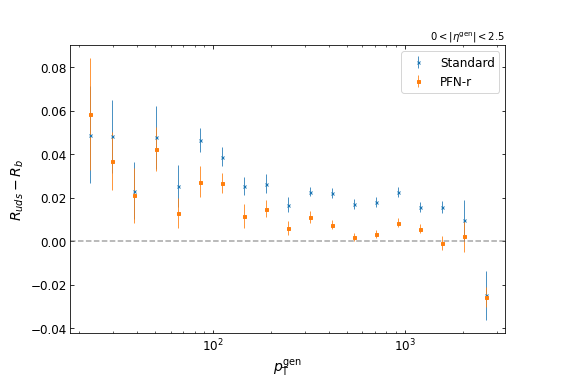 0 < |η^gen| < 2.5
Standard
PFN-r
R_uds − R_b
0.08
0.06
0.04
0.02
0.00
−0.02
−0.04
10²
10³
p_T^gen